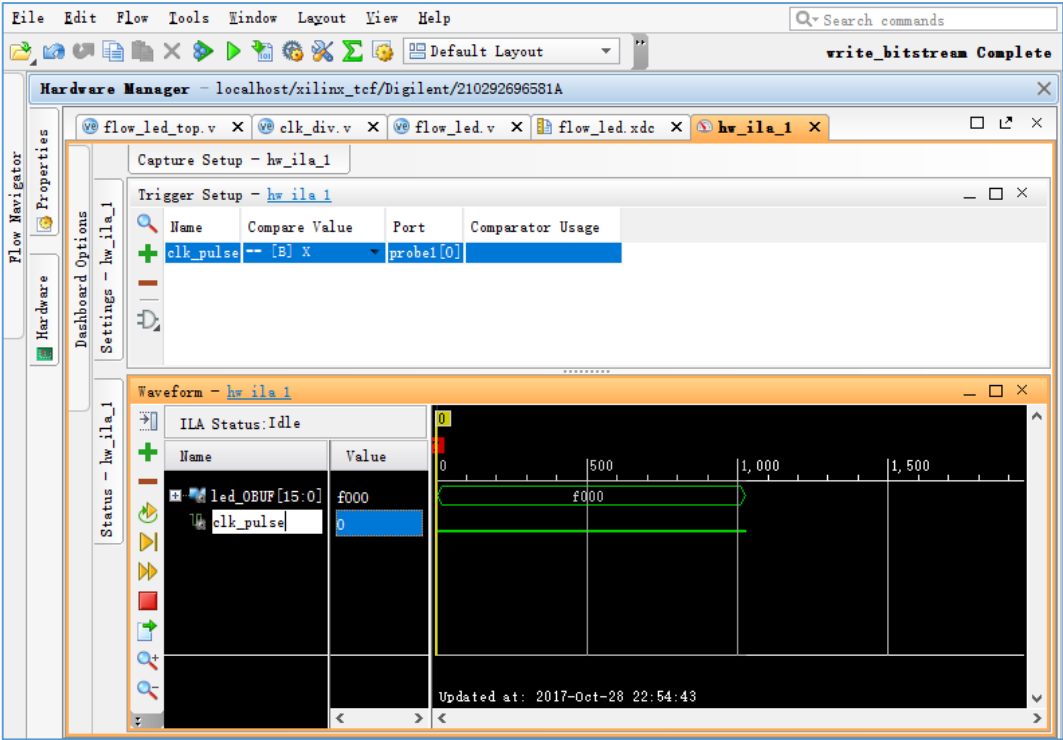 File Edit Flow Tools Window Layout View Help
Search commands
Default Layout
write_bitstream Complete
Hardware Manager - localhost/xilinx_tcf/Digilent/210292696581A
flow_led_top.v
clk_div.v
flow_led.v
flow_led.xdc
hw_ila_1
Flow Navigator
Properties
Hardware
Dashboard Options
Settings - hw_ila_1
Status - hw_ila_1
Capture Setup - hw_ila_1
Trigger Setup - hw_ila_1
Name Compare Value Port Comparator Usage
clk_pulse == [B] X probe1[0]
Waveform - hw_ila_1
ILA Status:Idle
Name Value
led_OBUF[15:0] f000
clk_pulse 0
0
0 500 1,000 1,500
f000
Updated at: 2017-Oct-28 22:54:43